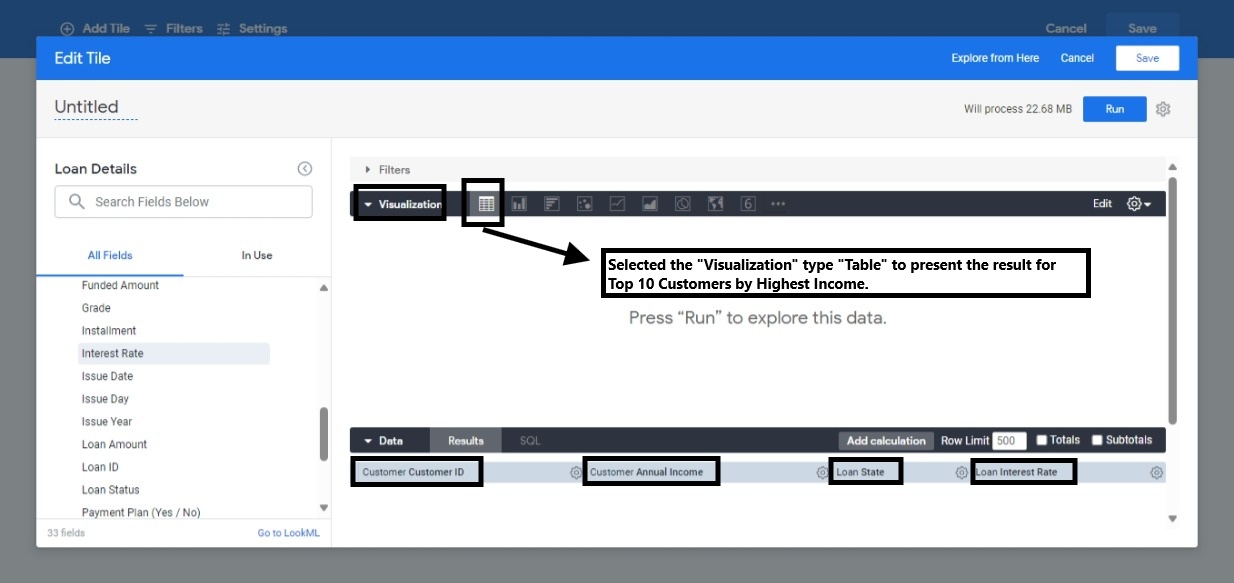 Add Tile Filters Settings Cancel Save
Edit Tile Explore from Here Cancel Save
Untitled Will process 22.68 MB Run
Loan Details
Search Fields Below
All Fields In Use
Funded Amount
Grade
Installment
Interest Rate
Issue Date
Issue Day
Issue Year
Loan Amount
Loan ID
Loan Status
Payment Plan (Yes / No)
33 fields Go to LookML
Filters
Visualization 6 Edit
Selected the "Visualization" type "Table" to present the result for
Top 10 Customers by Highest Income.
Press “Run” to explore this data.
Data Results SQL Add calculation Row Limit 500 Totals Subtotals
Customer Customer ID Customer Annual Income Loan State Loan Interest Rate